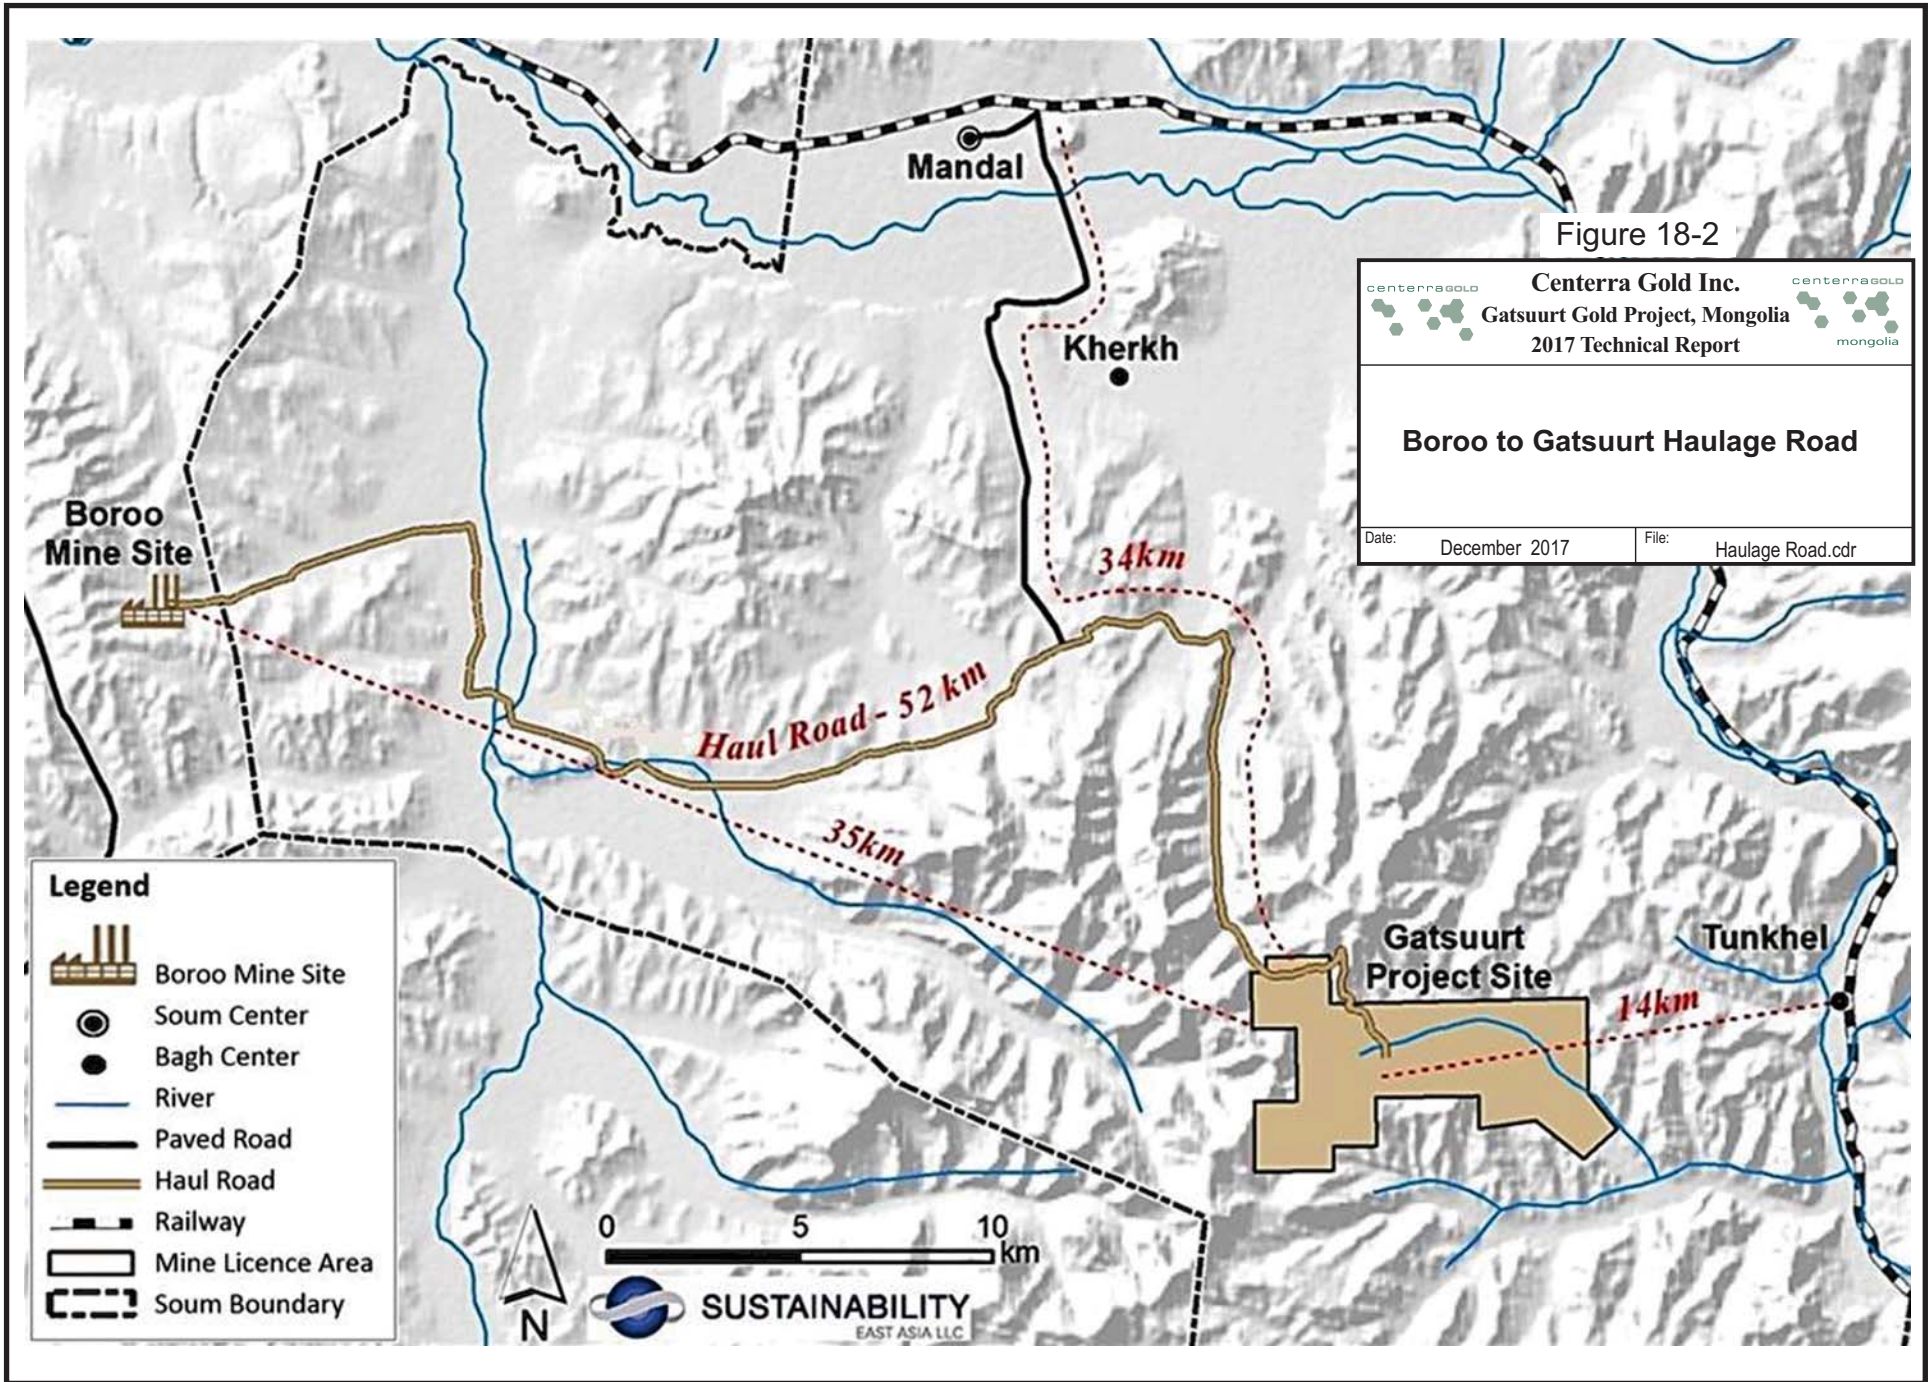 Mandal
Figure 18-2
centerraGOLD
Centerra Gold Inc.
Gatsuurt Gold Project, Mongolia
2017 Technical Report
centerraGOLD
mongolia
Boroo to Gatsuurt Haulage Road
Date:
December 2017
File:
Haulage Road.cdr
Kherkh
Boroo
Mine Site
34km
Haul Road - 52 km
35km
Gatsuurt
Project Site
Tunkhel
14km
Legend
Boroo Mine Site
Soum Center
Bagh Center
River
Paved Road
Haul Road
Railway
Mine Licence Area
Soum Boundary
N
0 5 10
km
SUSTAINABILITY
EAST ASIA LLC